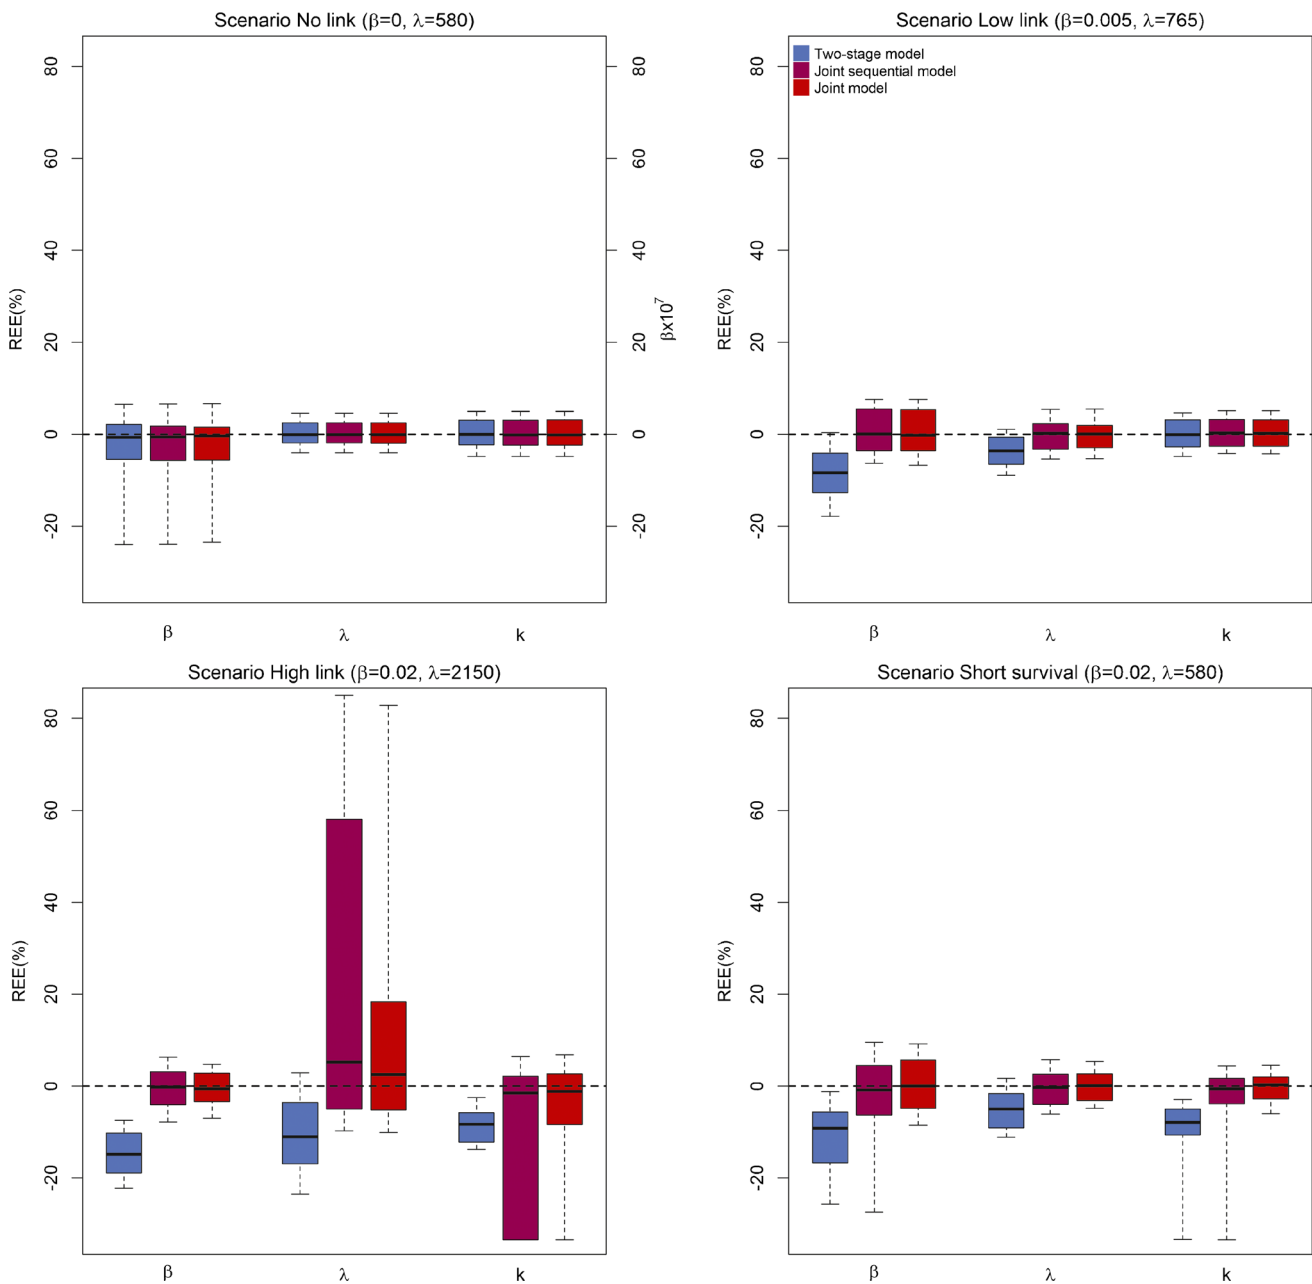 Scenario No link (β=0, λ=580)
80
60
40
20
0
-20
REE(%)
80
60
40
20
0
-20
βx10⁷
β λ k
Scenario Low link (β=0.005, λ=765)
Two-stage model
Joint sequential model
Joint model
80
60
40
20
0
-20
REE(%)
β λ k
Scenario High link (β=0.02, λ=2150)
80
60
40
20
0
-20
REE(%)
β λ k
Scenario Short survival (β=0.02, λ=580)
80
60
40
20
0
-20
REE(%)
β λ k